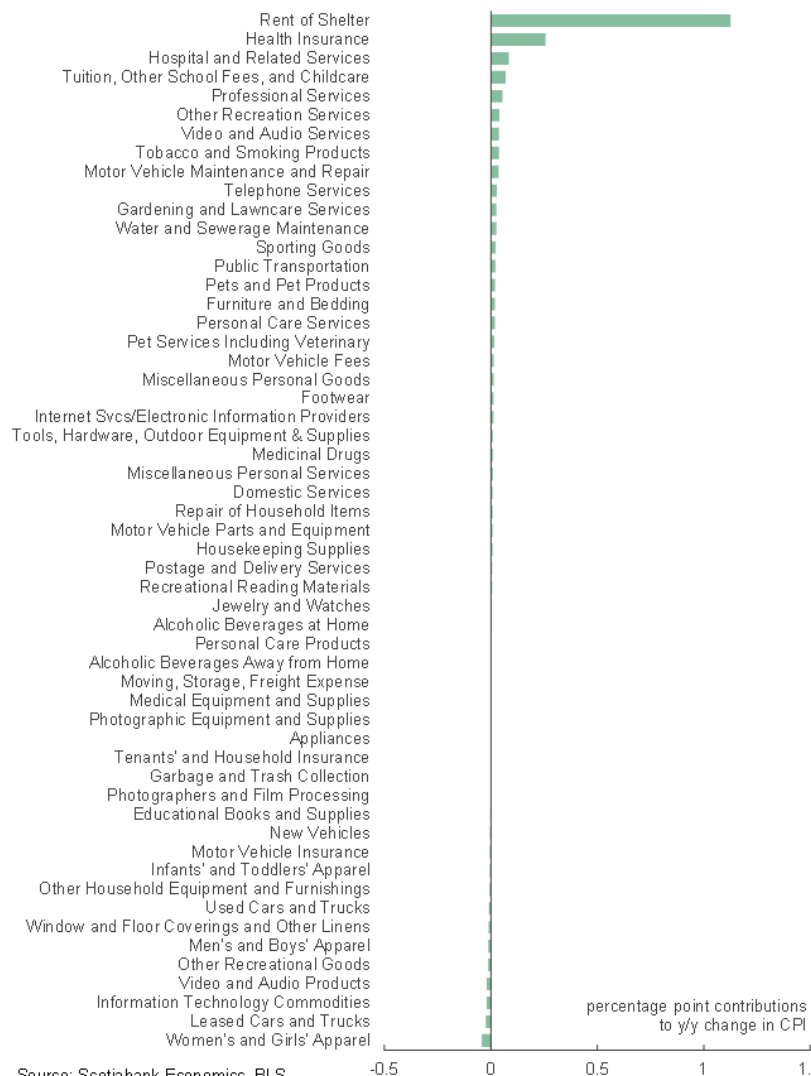 Rent of Shelter
Health Insurance
Hospital and Related Services
Tuition, Other School Fees, and Childcare
Professional Services
Other Recreation Services
Video and Audio Services
Tobacco and Smoking Products
Motor Vehicle Maintenance and Repair
Telephone Services
Gardening and Lawncare Services
Water and Sewerage Maintenance
Sporting Goods
Public Transportation
Pets and Pet Products
Furniture and Bedding
Personal Care Services
Pet Services Including Veterinary
Motor Vehicle Fees
Miscellaneous Personal Goods
Footwear
Internet Svcs/Electronic Information Providers
Tools, Hardware, Outdoor Equipment & Supplies
Medicinal Drugs
Miscellaneous Personal Services
Domestic Services
Repair of Household Items
Motor Vehicle Parts and Equipment
Housekeeping Supplies
Postage and Delivery Services
Recreational Reading Materials
Jewelry and Watches
Alcoholic Beverages at Home
Personal Care Products
Alcoholic Beverages Away from Home
Moving, Storage, Freight Expense
Medical Equipment and Supplies
Photographic Equipment and Supplies
Appliances
Tenants' and Household Insurance
Garbage and Trash Collection
Photographers and Film Processing
Educational Books and Supplies
New Vehicles
Motor Vehicle Insurance
Infants' and Toddlers' Apparel
Other Household Equipment and Furnishings
Used Cars and Trucks
Window and Floor Coverings and Other Linens
Men's and Boys' Apparel
Other Recreational Goods
Video and Audio Products
Information Technology Commodities
Leased Cars and Trucks
Women's and Girls' Apparel
percentage point contributions
to y/y change in CPI
-0.5 0 0.5 1
Source: Scotiabank Economics, BLS